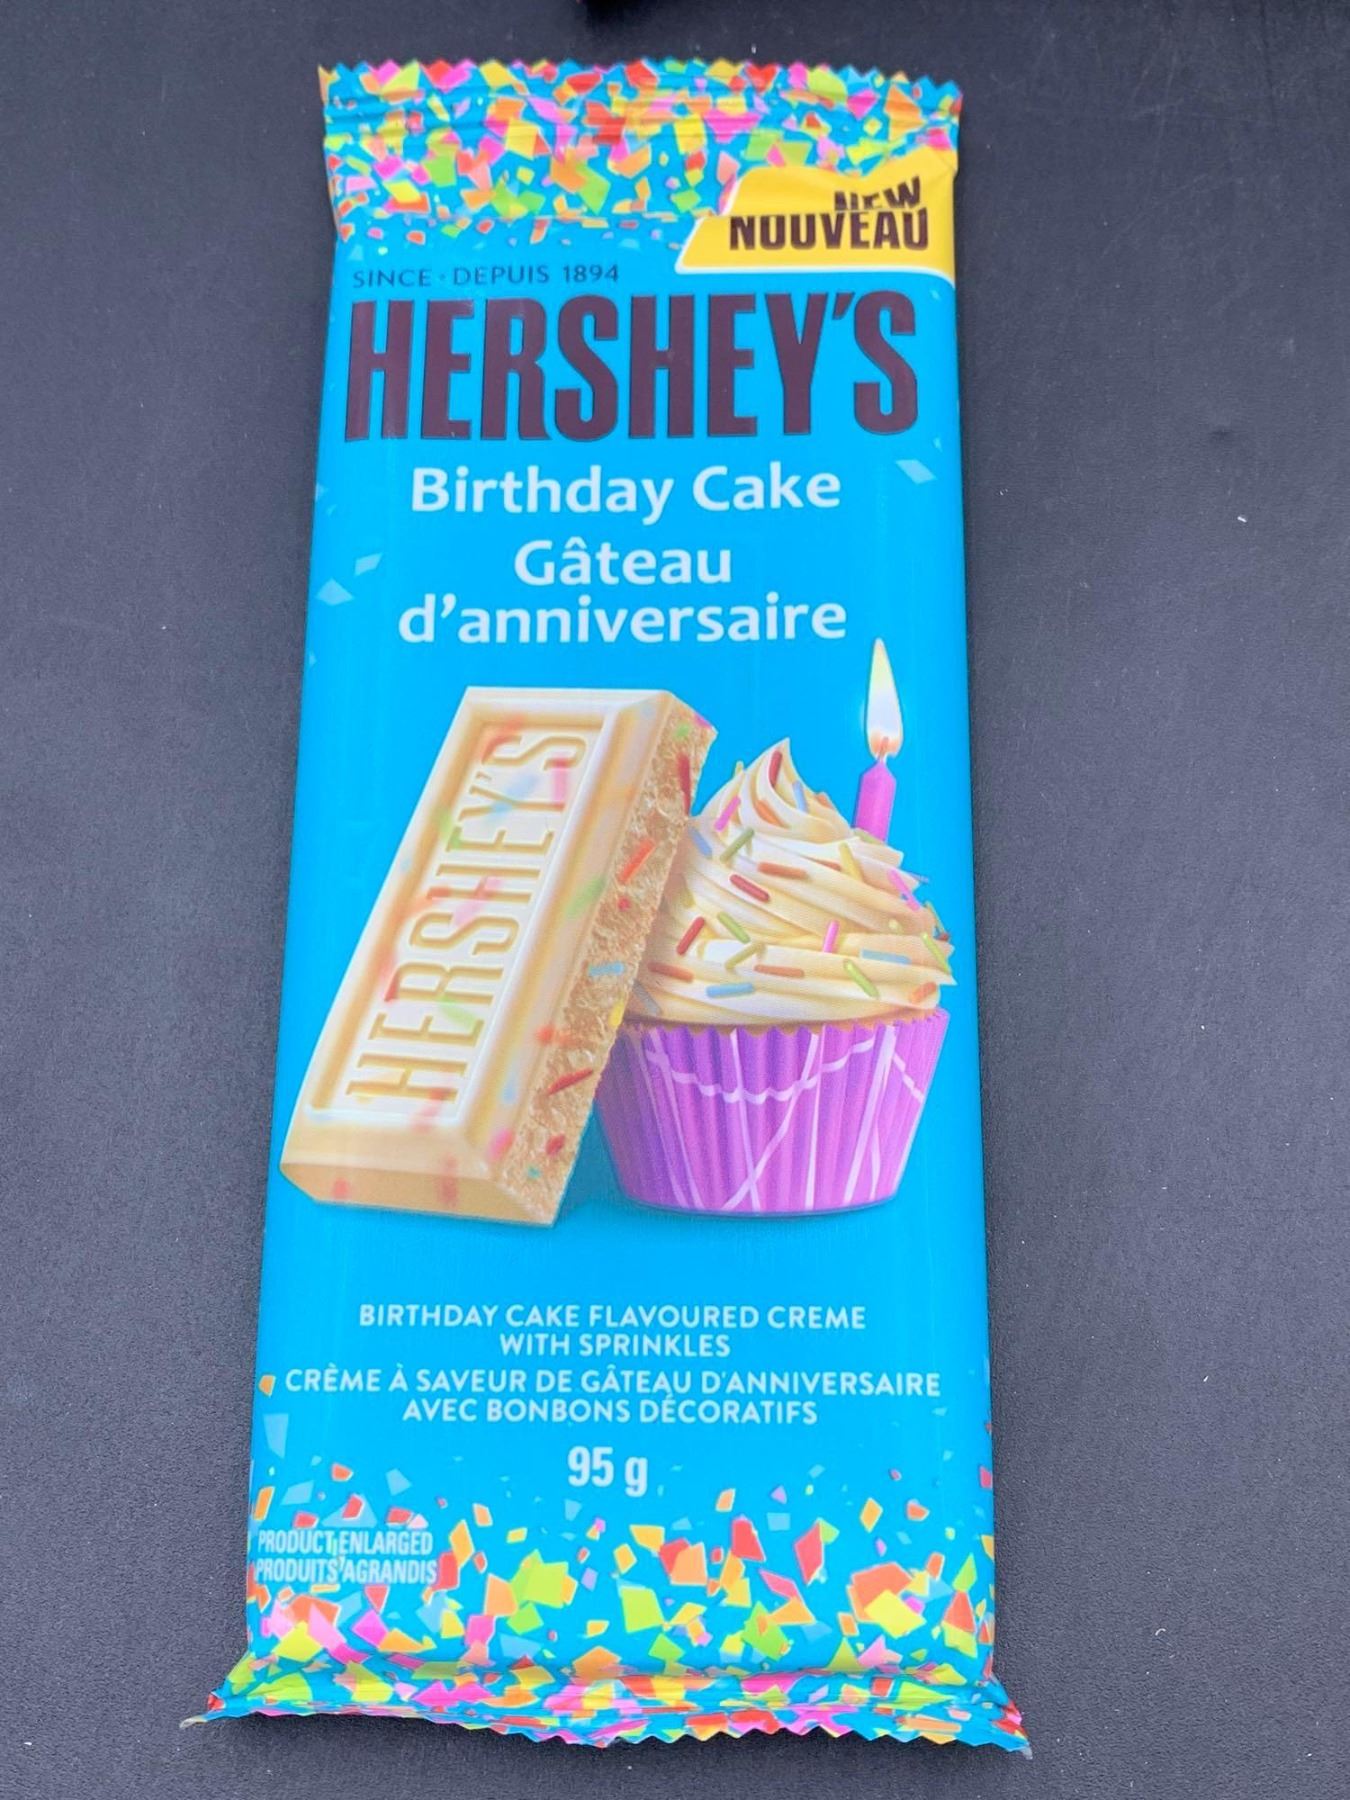 NEW
NOUVEAU
SINCE · DEPUIS 1894
HERSHEY'S
Birthday Cake
Gâteau
d'anniversaire
HERSHEY'S
BIRTHDAY CAKE FLAVOURED CREME
WITH SPRINKLES
CRÈME À SAVEUR DE GÂTEAU D'ANNIVERSAIRE
AVEC BONBONS DÉCORATIFS
95 g
PRODUCT ENLARGED
PRODUITS AGRANDIS